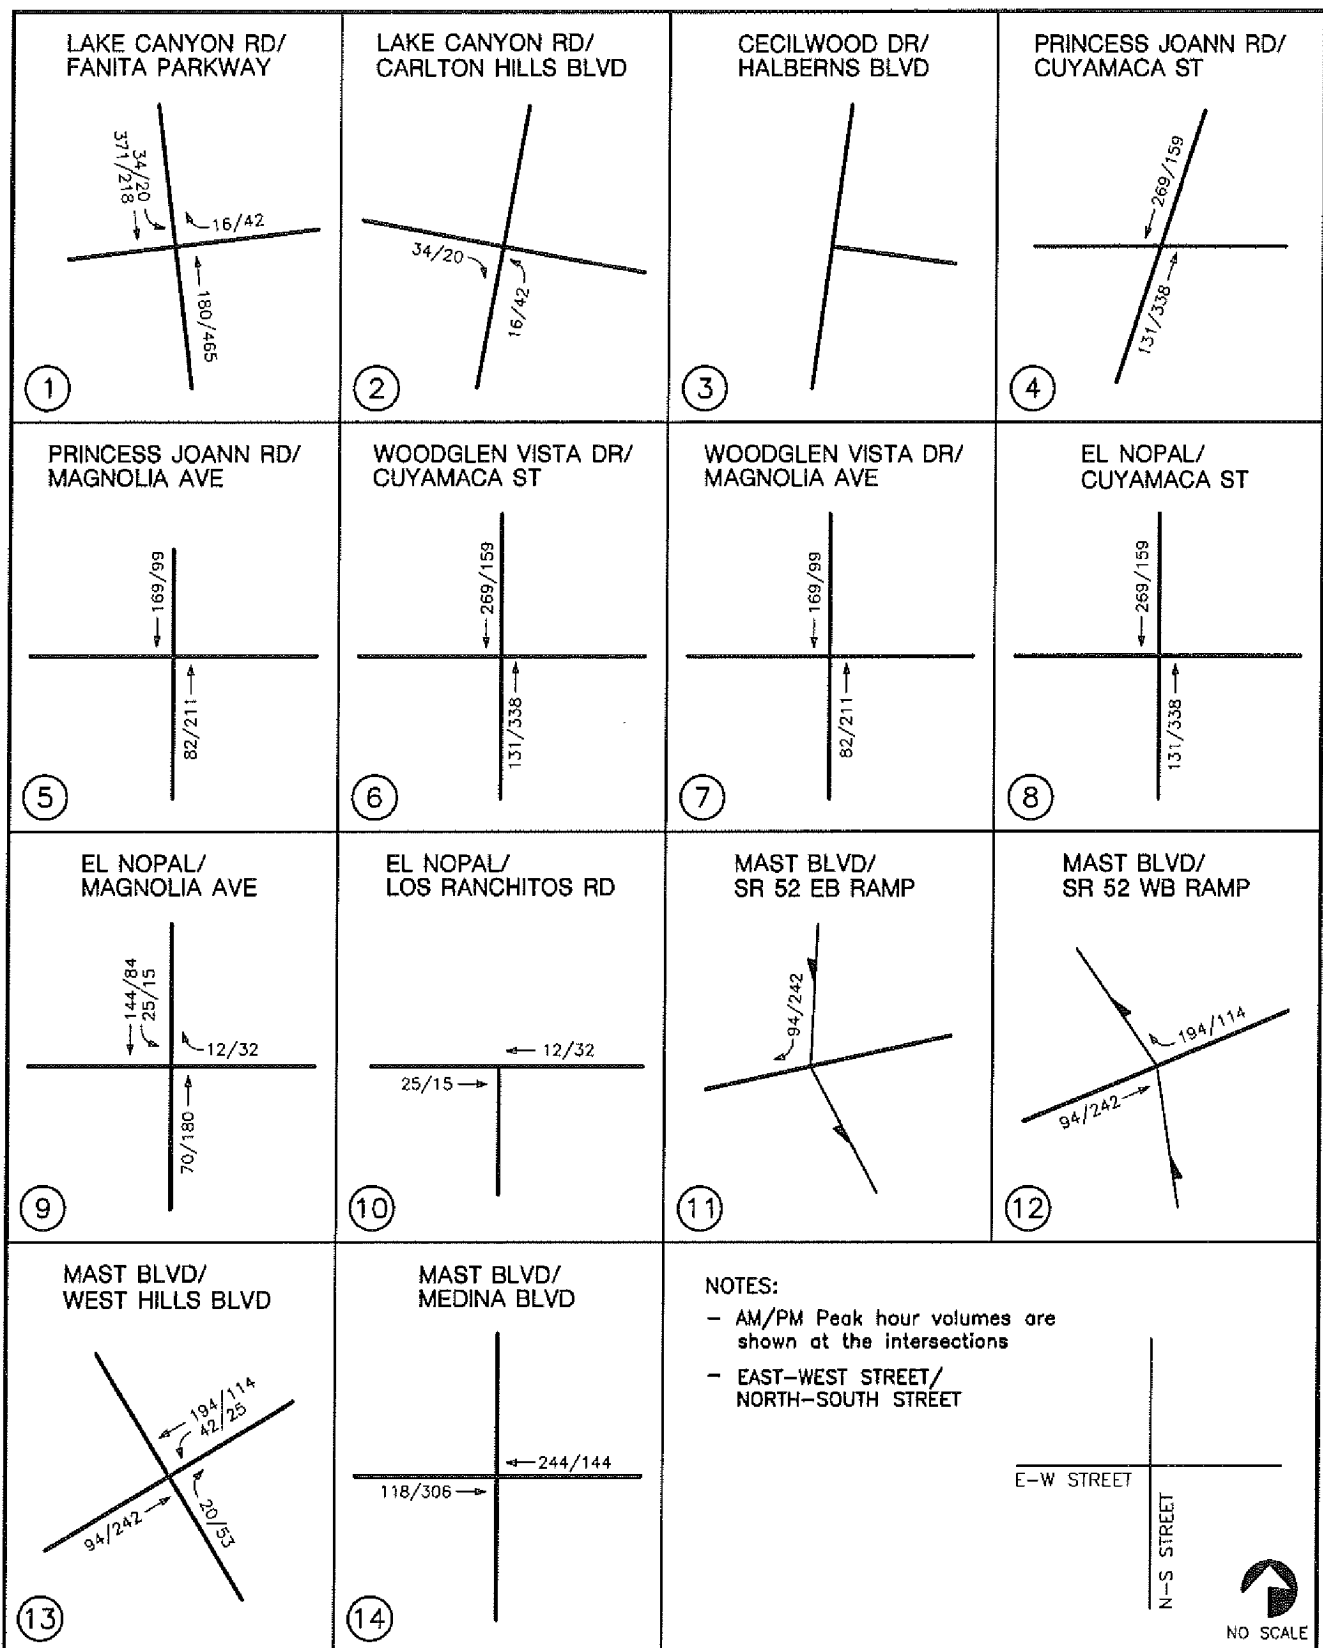 LAKE CANYON RD/
FANITA PARKWAY
34/20
371/218
16/42
180/465
1
LAKE CANYON RD/
CARLTON HILLS BLVD
34/20
16/42
2
CECILWOOD DR/
HALBERNS BLVD
3
PRINCESS JOANN RD/
CUYAMACA ST
269/159
131/338
4
PRINCESS JOANN RD/
MAGNOLIA AVE
169/99
82/211
5
WOODGLEN VISTA DR/
CUYAMACA ST
269/159
131/338
6
WOODGLEN VISTA DR/
MAGNOLIA AVE
169/99
82/211
7
EL NOPAL/
CUYAMACA ST
269/159
131/338
8
EL NOPAL/
MAGNOLIA AVE
144/84
25/15
12/32
70/180
9
EL NOPAL/
LOS RANCHITOS RD
12/32
25/15
10
MAST BLVD/
SR 52 EB RAMP
94/242
11
MAST BLVD/
SR 52 WB RAMP
194/114
94/242
12
MAST BLVD/
WEST HILLS BLVD
194/114
42/25
94/242
20/53
13
MAST BLVD/
MEDINA BLVD
244/144
118/306
14
NOTES:
- AM/PM Peak hour volumes are
shown at the intersections
- EAST-WEST STREET/
NORTH-SOUTH STREET
E-W STREET
N-S STREET
NO SCALE